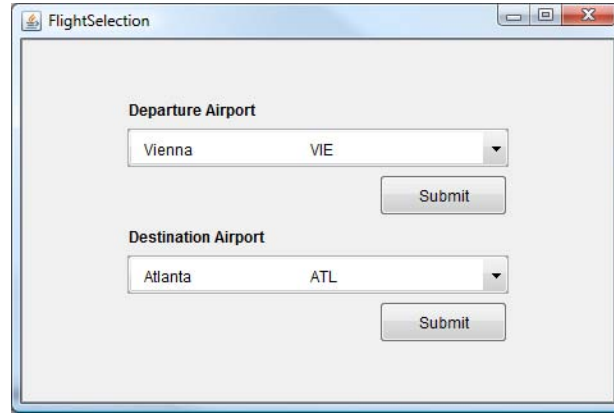 FlightSelection
Departure Airport
Vienna VIE
Submit
Destination Airport
Atlanta ATL
Submit